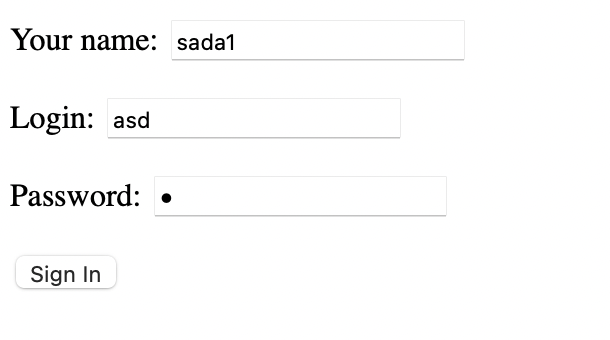 Your name: sada1
Login: asd
Password: •
Sign In